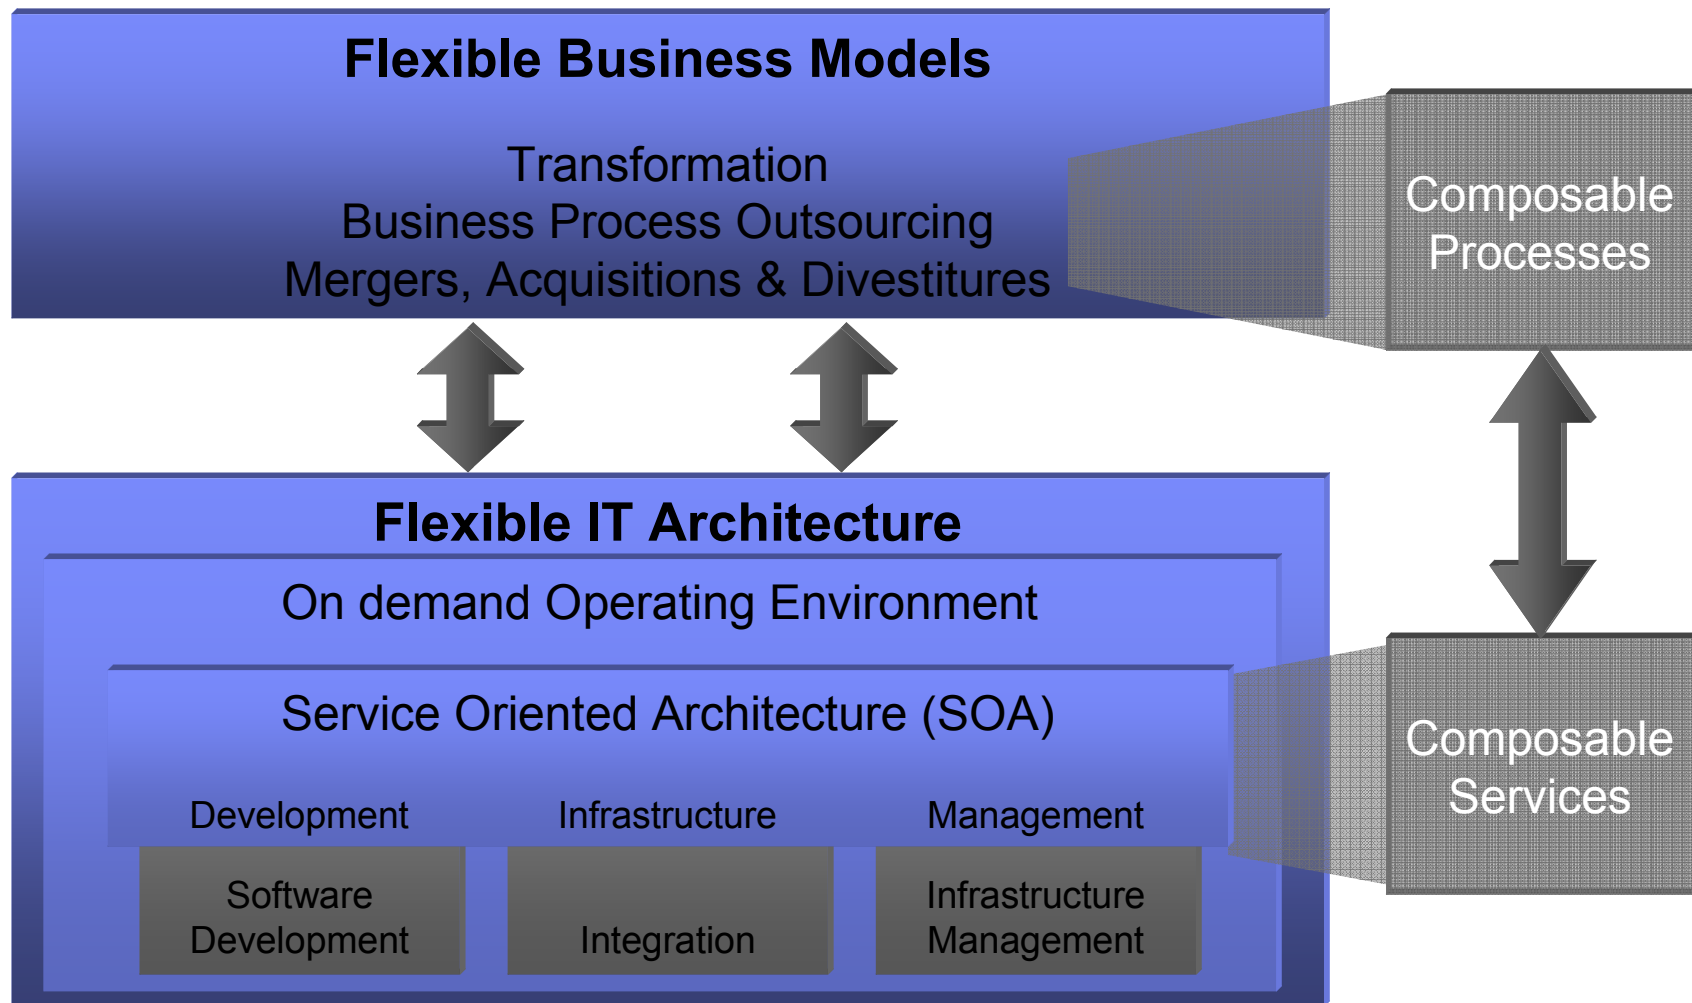 Flexible Business Models
Transformation
Business Process Outsourcing
Mergers, Acquisitions & Divestitures
Composable
Processes
Flexible IT Architecture
On demand Operating Environment
Service Oriented Architecture (SOA)
Development
Infrastructure
Management
Software
Development
Integration
Infrastructure
Management
Composable
Services